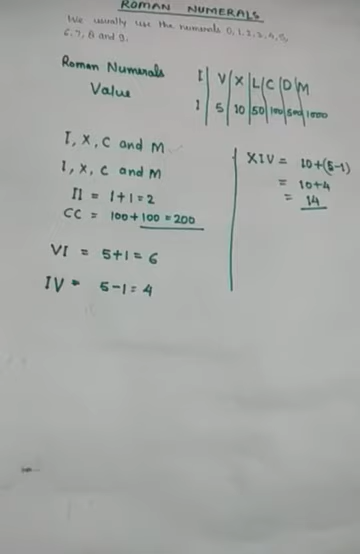 ROMAN NUMERALS
We usually use the numerals 0, 1, 2, 3, 4, 5,
6, 7, 8 and 9.
Roman Numerals I | V | X | L | C | D | M
Value 1 | 5 | 10 | 50 | 100 | 500 | 1000
I, X, C and M
I, X, C and M
II = 1+1=2
CC = 100+100=200
VI = 5+1=6
IV = 5-1=4
XIV = 10+(5-1)
= 10+4
= 14